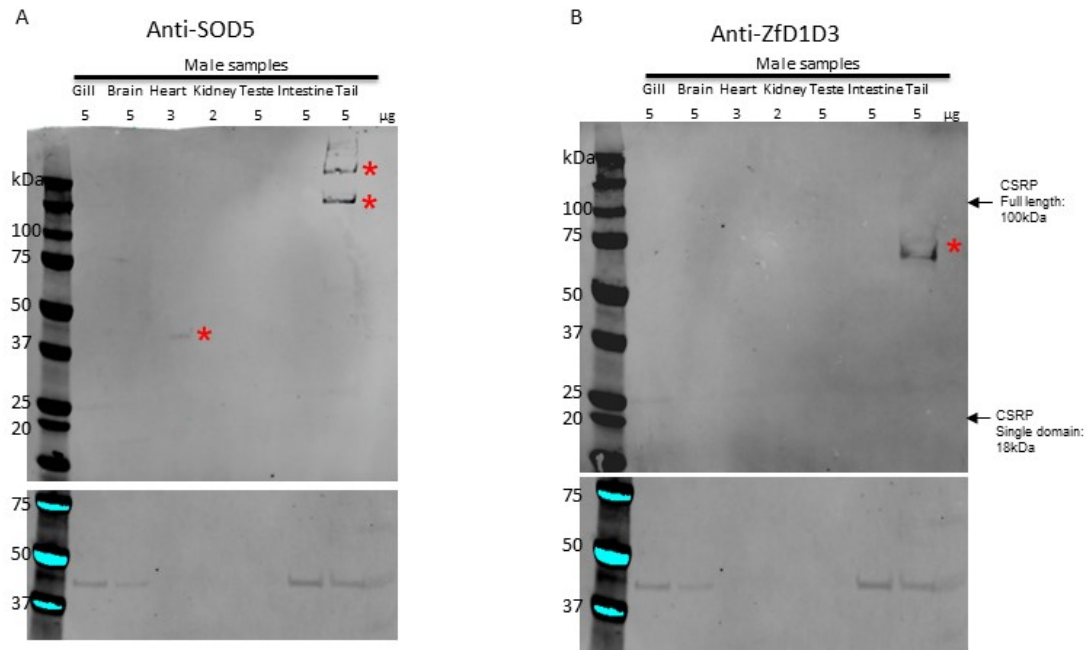 A
Anti-SOD5
Male samples
Gill Brain Heart Kidney Teste Intestine Tail
5 5 3 2 5 5 5 µg
kDa
*
*
100
75
50
37
*
25
20
75
50
37
B
Anti-ZfD1D3
Male samples
Gill Brain Heart Kidney Teste Intestine Tail
5 5 3 2 5 5 5 µg
kDa
100
75
*
50
37
25
20
CSRP
Full length:
100kDa
CSRP
Single domain:
18kDa
75
50
37